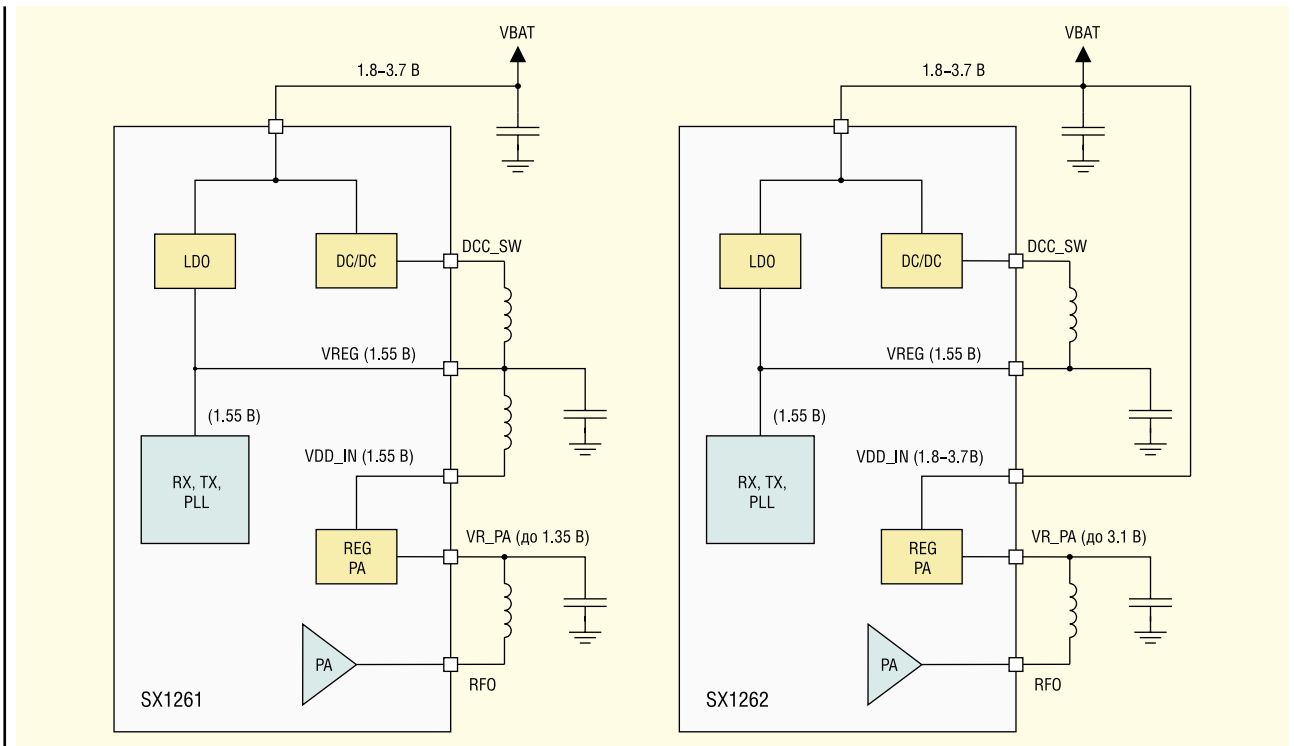 VBAT
1.8–3.7 В
LDO
DC/DC
DCC_SW
VREG (1.55 В)
(1.55 В)
RX, TX,
PLL
VDD_IN (1.55 В)
REG
PA
VR_PA (до 1.35 В)
PA
RFO
SX1261
VBAT
1.8–3.7 В
LDO
DC/DC
DCC_SW
VREG (1.55 В)
(1.55 В)
RX, TX,
PLL
VDD_IN (1.8–3.7В)
REG
PA
VR_PA (до 3.1 В)
PA
RFO
SX1262